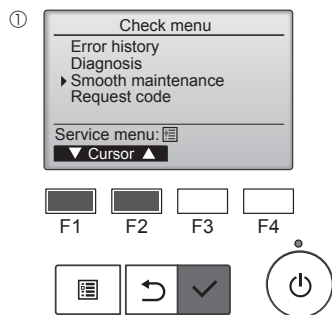 ①
Check menu
Error history
Diagnosis
Smooth maintenance
Request code
Service menu:
▼ Cursor ▲
F1 F2 F3 F4